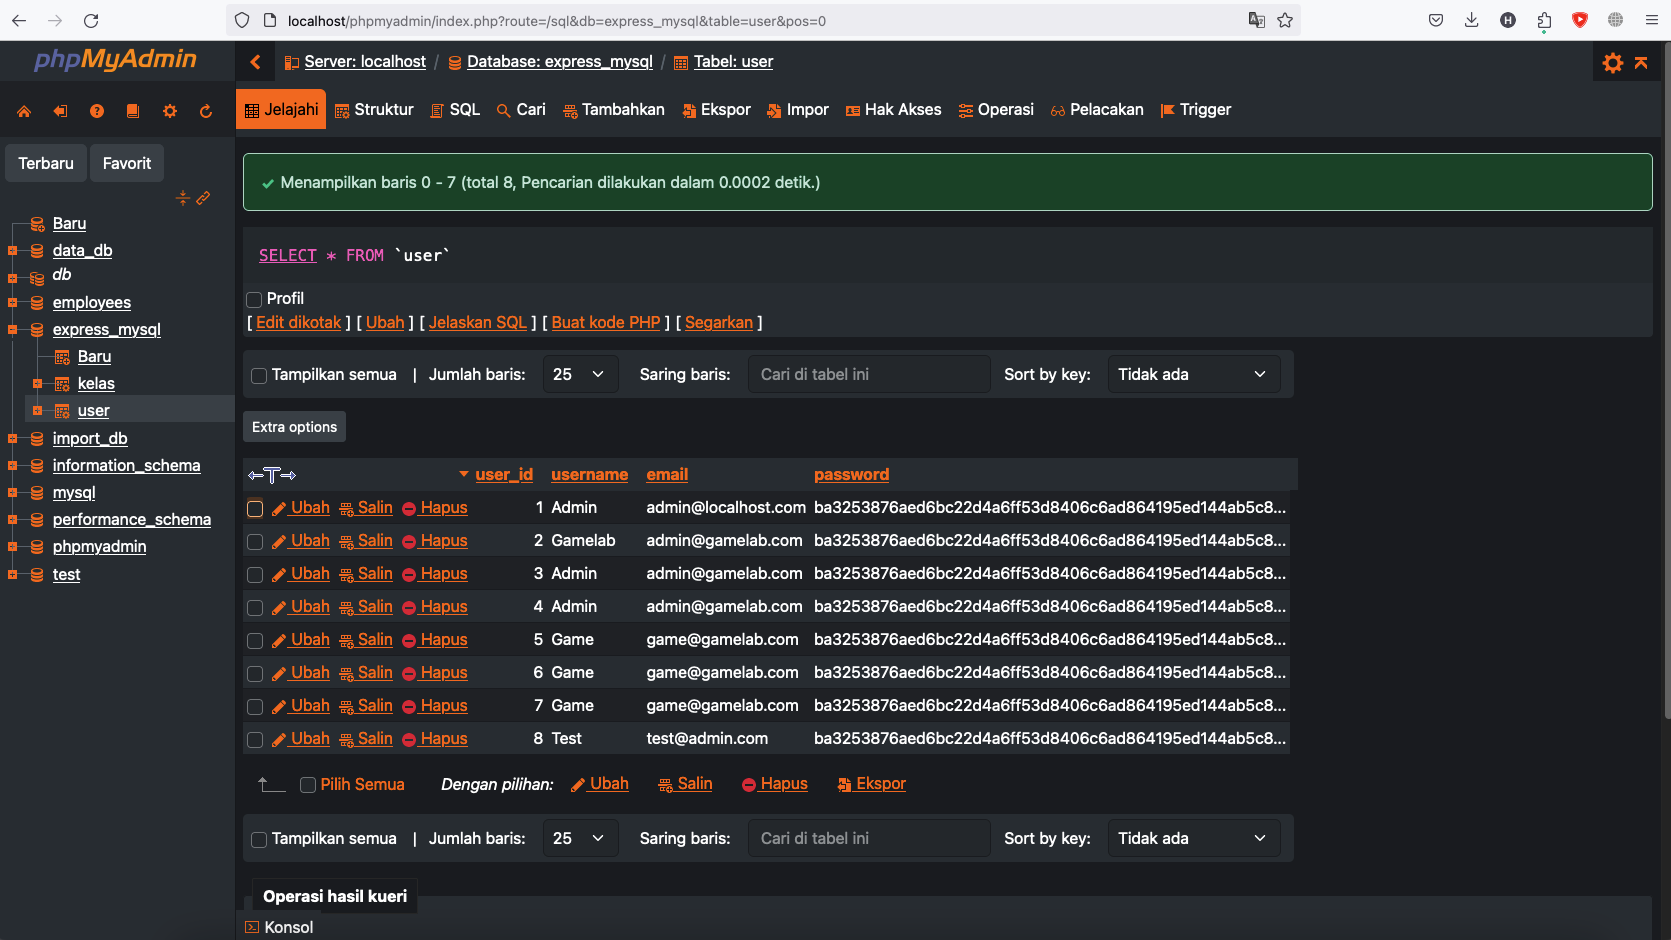 localhost/phpmyadmin/index.php?route=/sql&db=express_mysql&table=user&pos=0
phpMyAdmin
Server: localhost / Database: express_mysql / Tabel: user
Jelajahi Struktur SQL Cari Tambahkan Ekspor Impor Hak Akses Operasi Pelacakan Trigger
Terbaru Favorit
Baru
data_db
db
employees
express_mysql
Baru
kelas
user
import_db
information_schema
mysql
performance_schema
phpmyadmin
test
Menampilkan baris 0 - 7 (total 8, Pencarian dilakukan dalam 0.0002 detik.)
SELECT * FROM `user`
Profil
[ Edit dikotak ] [ Ubah ] [ Jelaskan SQL ] [ Buat kode PHP ] [ Segarkan ]
Tampilkan semua | Jumlah baris: 25 Saring baris: Cari di tabel ini Sort by key: Tidak ada
Extra options
←T→ user_id username email password
Ubah Salin Hapus 1 Admin admin@localhost.com ba3253876aed6bc22d4a6ff53d8406c6ad864195ed144ab5c8...
Ubah Salin Hapus 2 Gamelab admin@gamelab.com ba3253876aed6bc22d4a6ff53d8406c6ad864195ed144ab5c8...
Ubah Salin Hapus 3 Admin admin@gamelab.com ba3253876aed6bc22d4a6ff53d8406c6ad864195ed144ab5c8...
Ubah Salin Hapus 4 Admin admin@gamelab.com ba3253876aed6bc22d4a6ff53d8406c6ad864195ed144ab5c8...
Ubah Salin Hapus 5 Game game@gamelab.com ba3253876aed6bc22d4a6ff53d8406c6ad864195ed144ab5c8...
Ubah Salin Hapus 6 Game game@gamelab.com ba3253876aed6bc22d4a6ff53d8406c6ad864195ed144ab5c8...
Ubah Salin Hapus 7 Game game@gamelab.com ba3253876aed6bc22d4a6ff53d8406c6ad864195ed144ab5c8...
Ubah Salin Hapus 8 Test test@admin.com ba3253876aed6bc22d4a6ff53d8406c6ad864195ed144ab5c8...
Pilih Semua Dengan pilihan: Ubah Salin Hapus Ekspor
Tampilkan semua | Jumlah baris: 25 Saring baris: Cari di tabel ini Sort by key: Tidak ada
Operasi hasil kueri
Konsol